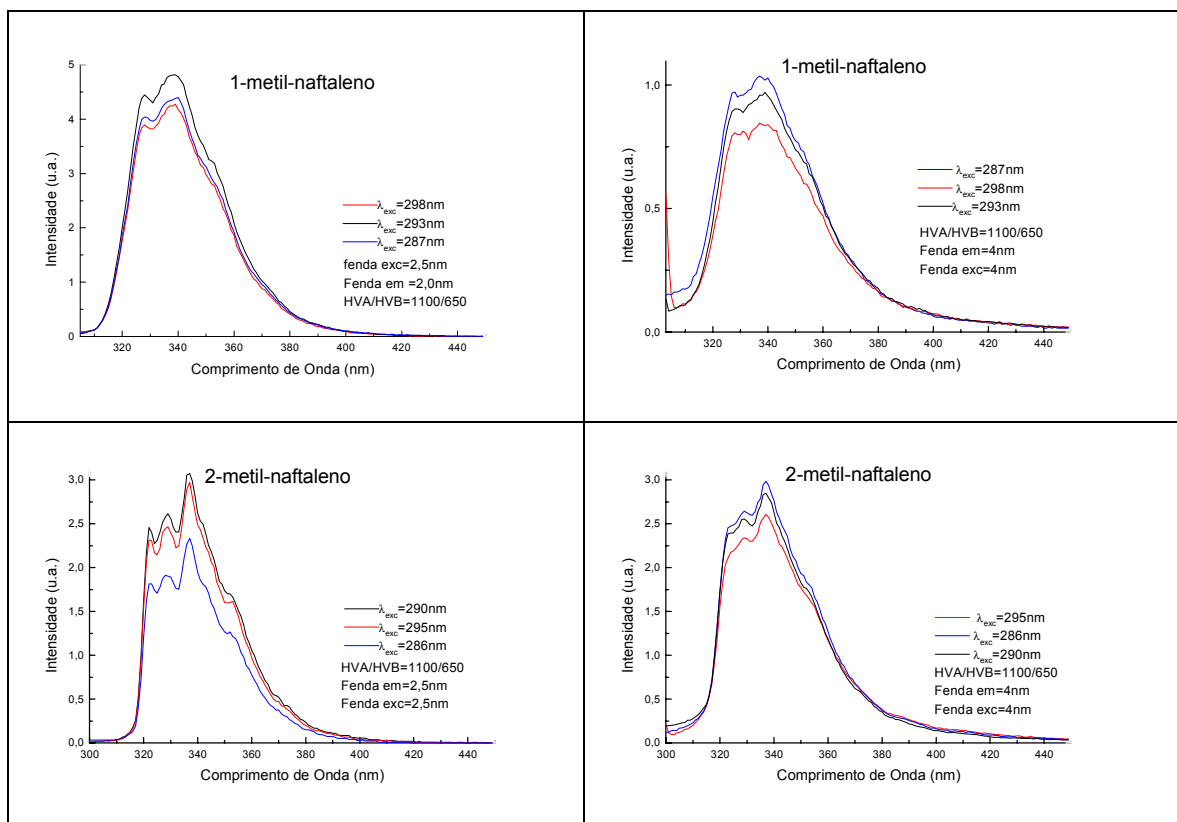 1-metil-naftaleno
Intensidade (u.a.)
5
4
3
2
1
0
λexc=298nm
λexc=293nm
λexc=287nm
fenda exc=2,5nm
Fenda em =2,0nm
HVA/HVB=1100/650
320 340 360 380 400 420 440
Comprimento de Onda (nm)
1-metil-naftaleno
Intensidade (u.a.)
1,0
0,5
0,0
λexc=287nm
λexc=298nm
λexc=293nm
HVA/HVB=1100/650
Fenda em=4nm
Fenda exc=4nm
320 340 360 380 400 420 440
Comprimento de Onda (nm)
2-metil-naftaleno
Intensidade (u.a.)
3,0
2,5
2,0
1,5
1,0
0,5
0,0
λexc=290nm
λexc=295nm
λexc=286nm
HVA/HVB=1100/650
Fenda em=2,5nm
Fenda exc=2,5nm
300 320 340 360 380 400 420 440
Comprimento de Onda (nm)
2-metil-naftaleno
Intensidade (u.a.)
3,0
2,5
2,0
1,5
1,0
0,5
0,0
λexc=295nm
λexc=286nm
λexc=290nm
HVA/HVB=1100/650
Fenda em=4nm
Fenda exc=4nm
300 320 340 360 380 400 420 440
Comprimento de Onda (nm)